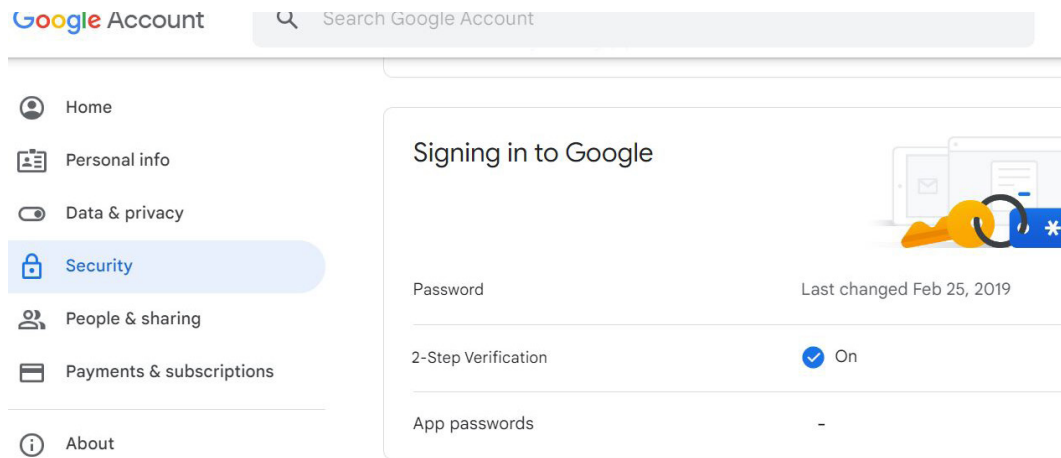 Google Account
Search Google Account
Home
Personal info
Data & privacy
Security
People & sharing
Payments & subscriptions
About
Signing in to Google
*
Password
Last changed Feb 25, 2019
2-Step Verification
On
App passwords
-